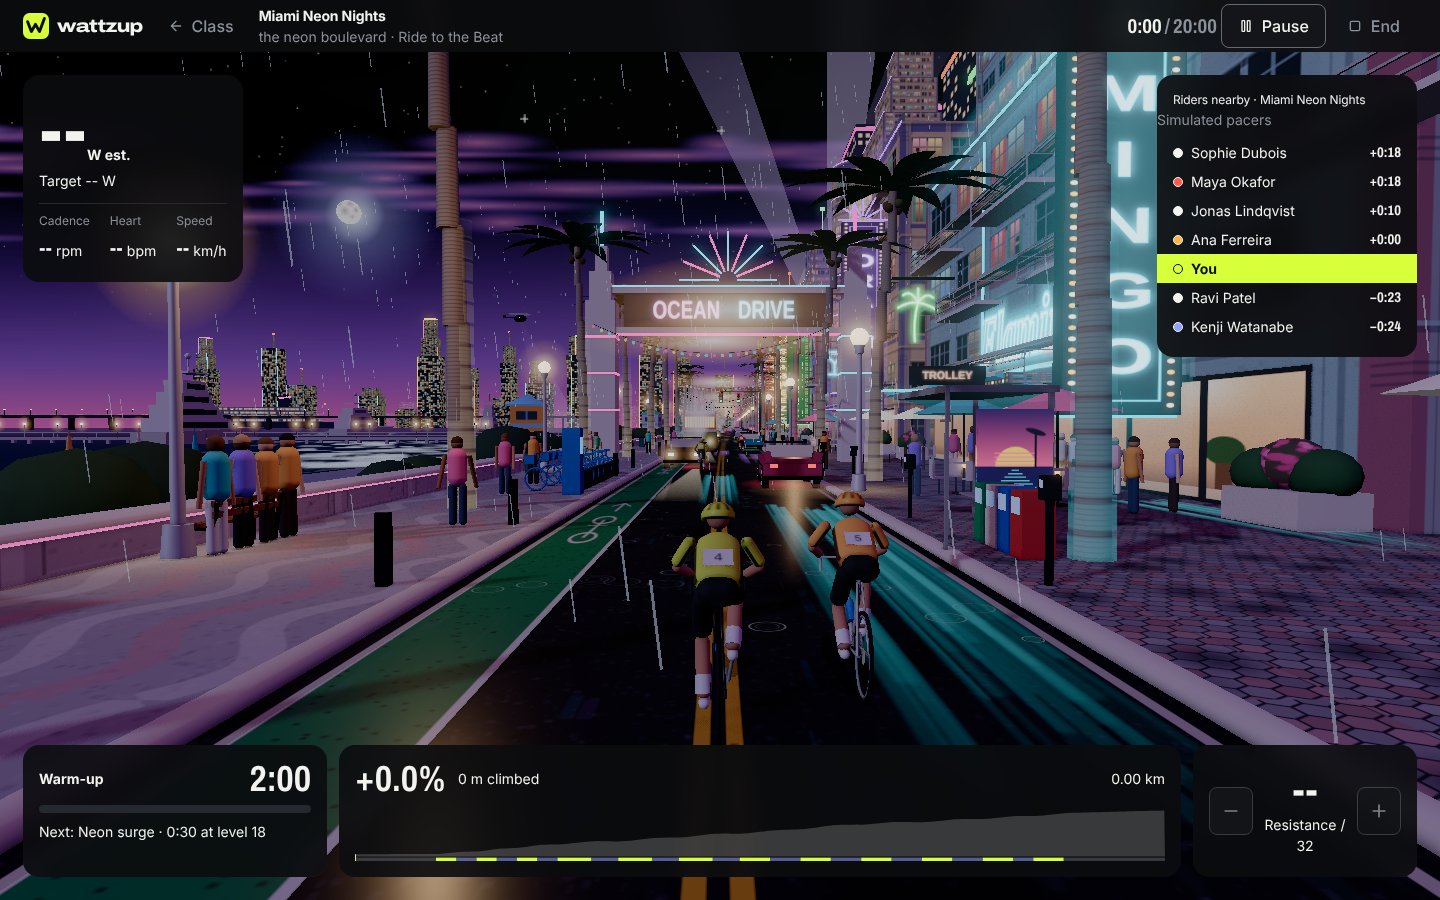 wattzup
Class
Miami Neon Nights
the neon boulevard · Ride to the Beat
0:00 / 20:00
Pause
End
--
W est.
Target -- W
Cadence Heart Speed
-- rpm -- bpm -- km/h
Riders nearby · Miami Neon Nights
Simulated pacers
Sophie Dubois +0:18
Maya Okafor +0:18
Jonas Lindqvist +0:10
Ana Ferreira +0:00
You
Ravi Patel −0:23
Kenji Watanabe −0:24
MINGO
OCEAN DRIVE
TROLLEY
4
5
Warm-up 2:00
Next: Neon surge · 0:30 at level 18
+0.0% 0 m climbed 0.00 km
--
Resistance /
32